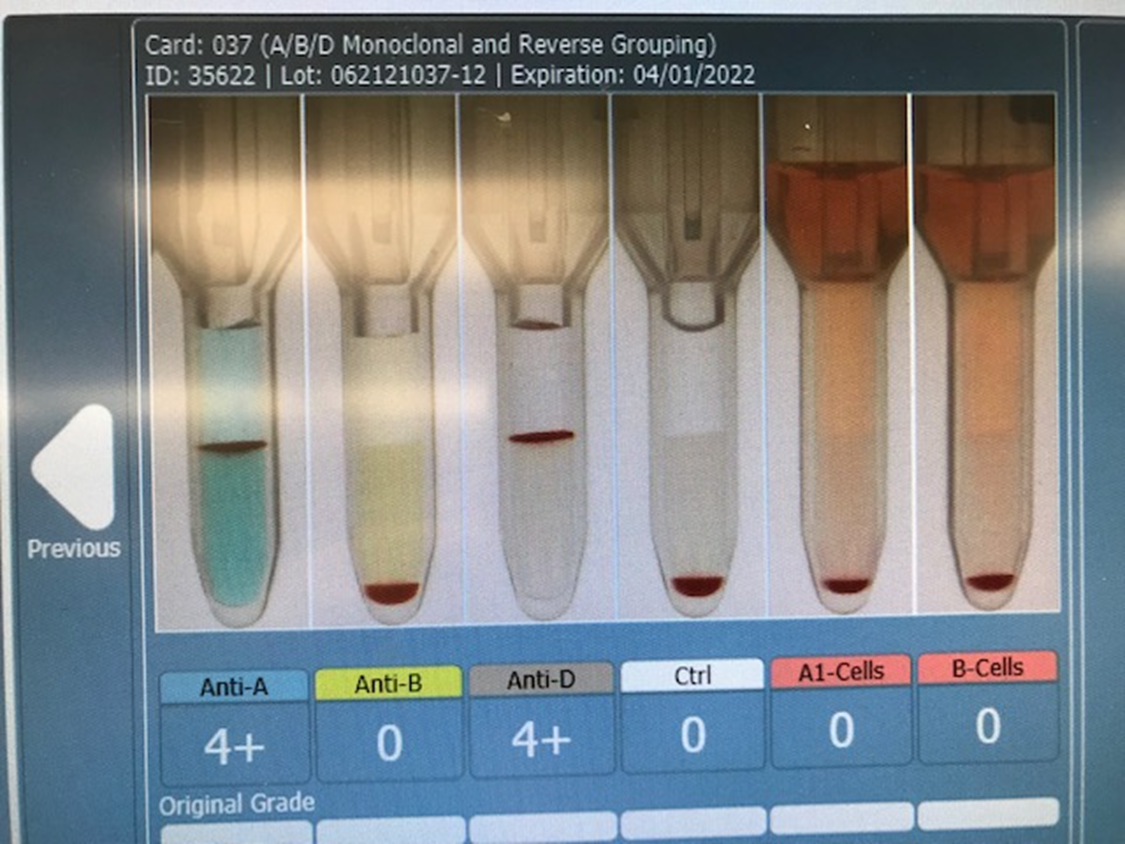 Card: 037 (A/B/D Monoclonal and Reverse Grouping)
ID: 35622 | Lot: 062121037-12 | Expiration: 04/01/2022
Previous
Anti-A Anti-B Anti-D Ctrl A1-Cells B-Cells
4+ 0 4+ 0 0 0
Original Grade